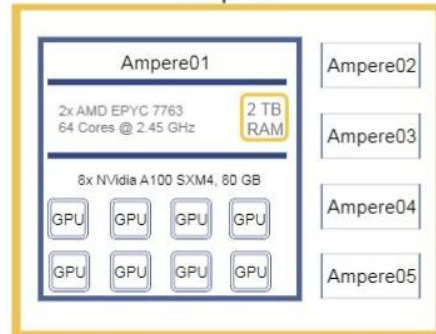 Ampere01
2x AMD EPYC 7763
64 Cores @ 2.45 GHz
2 TB
RAM
8x NVidia A100 SXM4, 80 GB
GPU GPU GPU GPU
GPU GPU GPU GPU
Ampere02
Ampere03
Ampere04
Ampere05